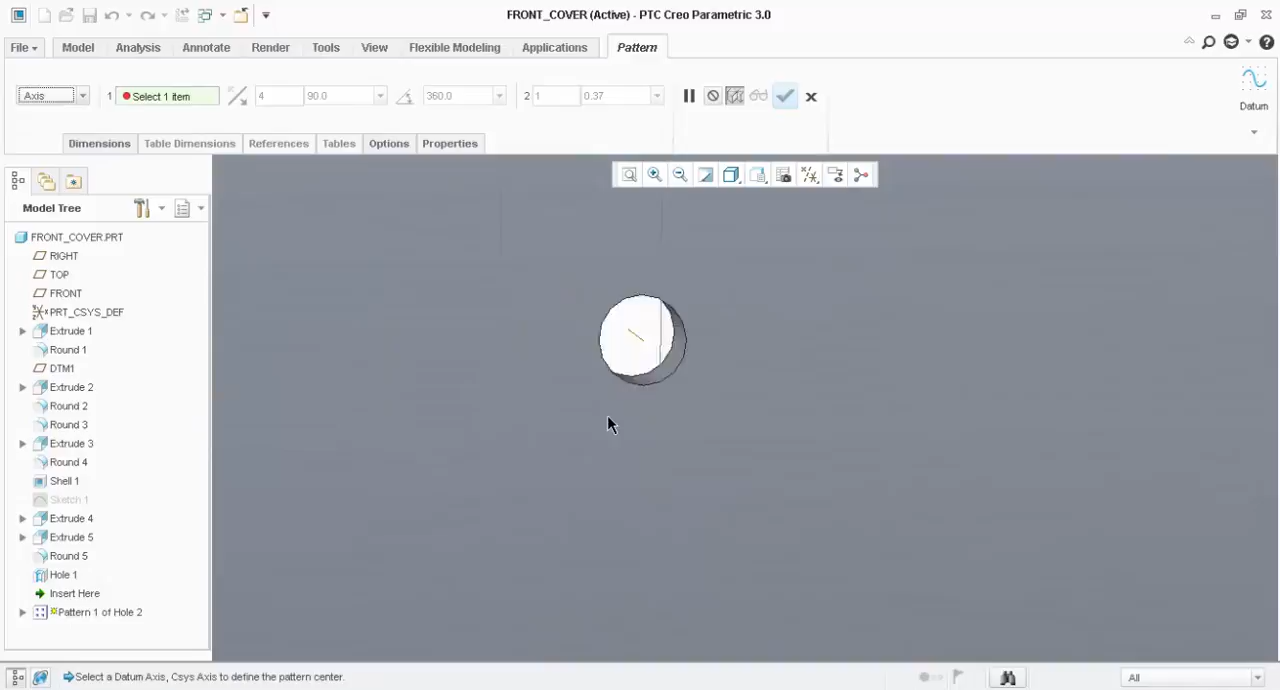 FRONT_COVER (Active) - PTC Creo Parametric 3.0
File Model Analysis Annotate Render Tools View Flexible Modeling Applications Pattern
Axis 1 Select 1 item 4 90.0 360.0 2 1 0.37
Datum
Dimensions Table Dimensions References Tables Options Properties
Model Tree
FRONT_COVER.PRT
RIGHT
TOP
FRONT
PRT_CSYS_DEF
Extrude 1
Round 1
DTM1
Extrude 2
Round 2
Round 3
Extrude 3
Round 4
Shell 1
Sketch 1
Extrude 4
Extrude 5
Round 5
Hole 1
Insert Here
Pattern 1 of Hole 2
Select a Datum Axis, Csys Axis to define the pattern center.
All